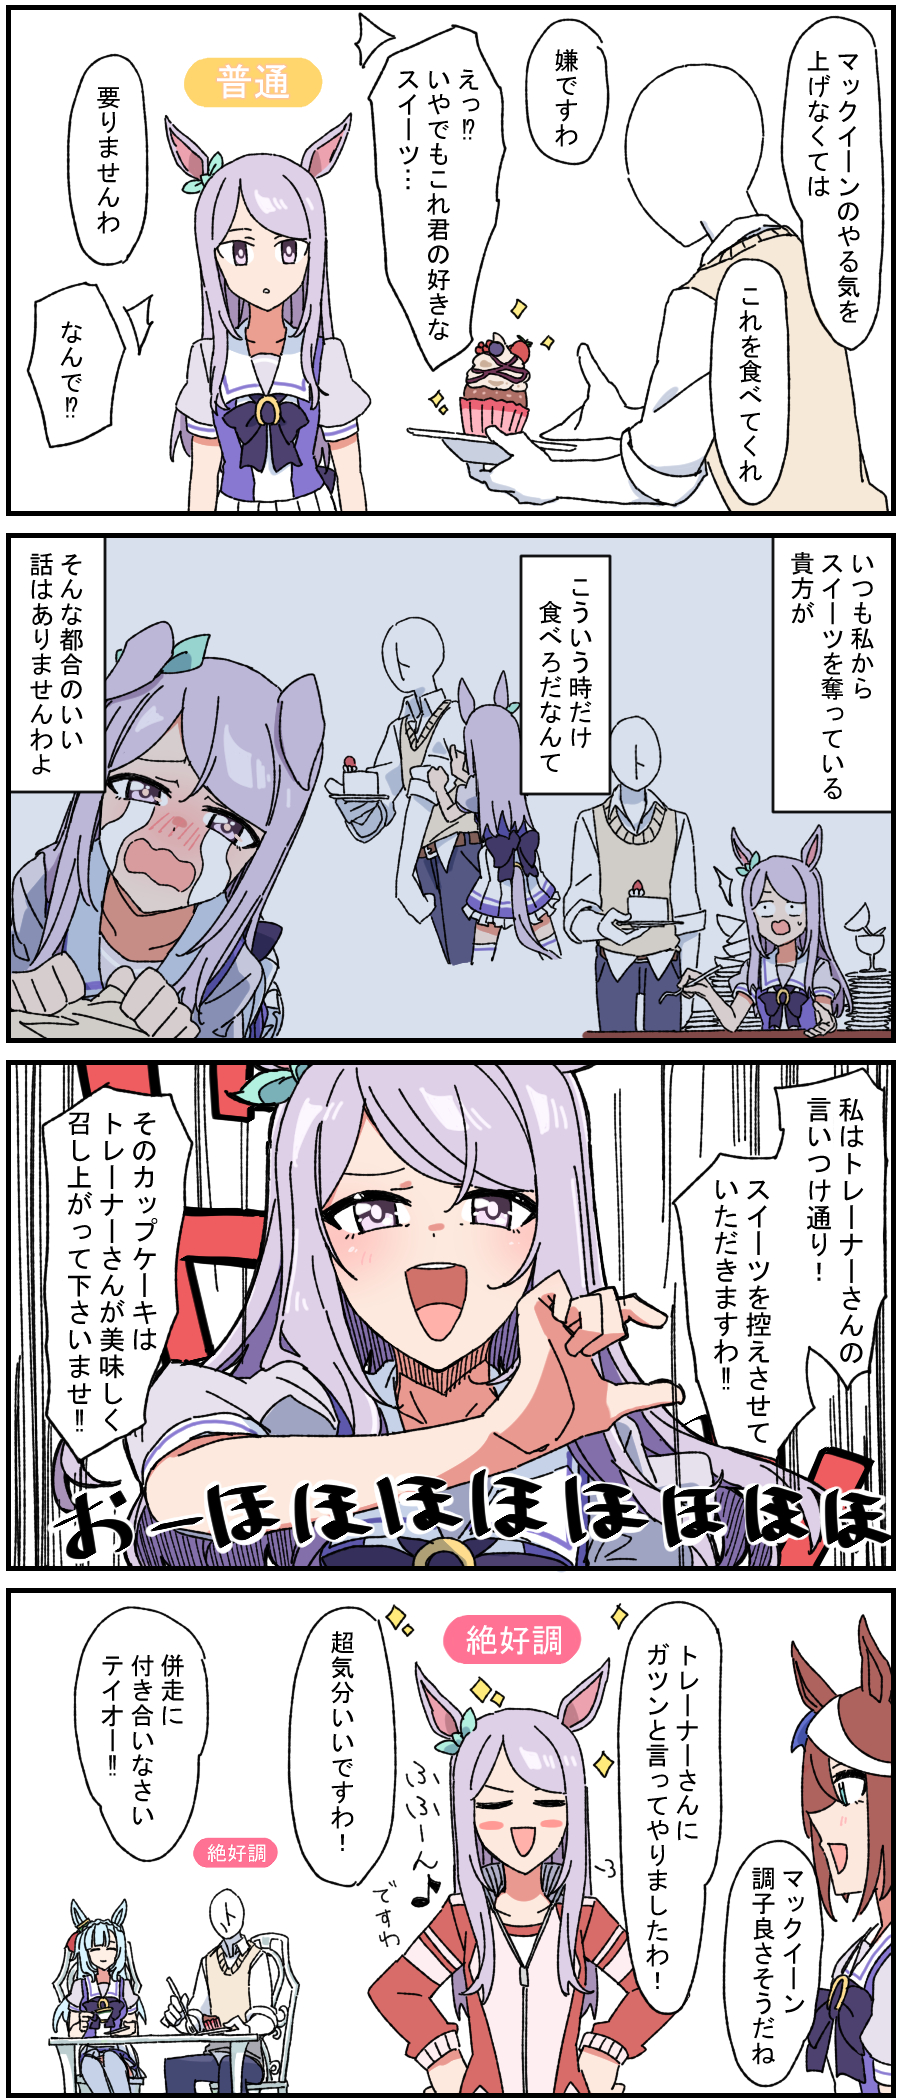 マックイーンのやる気を
上げなくては
これを食べてくれ
嫌ですわ
えっ⁉
いやでもこれ君の好きな
スイーツ…
普通
要りませんわ
なんで⁉
いつも私から
スイーツを奪っている
貴方が
こういう時だけ
食べろだなんて
そんな都合のいい
話はありませんわよ
私はトレーナーさんの
言いつけ通り！
スイーツを控えさせて
いただきますわ‼
そのカップケーキは
トレーナーさんが美味しく
召し上がって下さいませ‼
おーほほほほほほほほ
マックイーン
調子良さそうだね
トレーナーさんに
ガツンと言ってやりましたわ！
絶好調
ふふーん
ですわ
超気分いいですわ！
併走に
付き合いなさい
テイオー‼
絶好調
ト